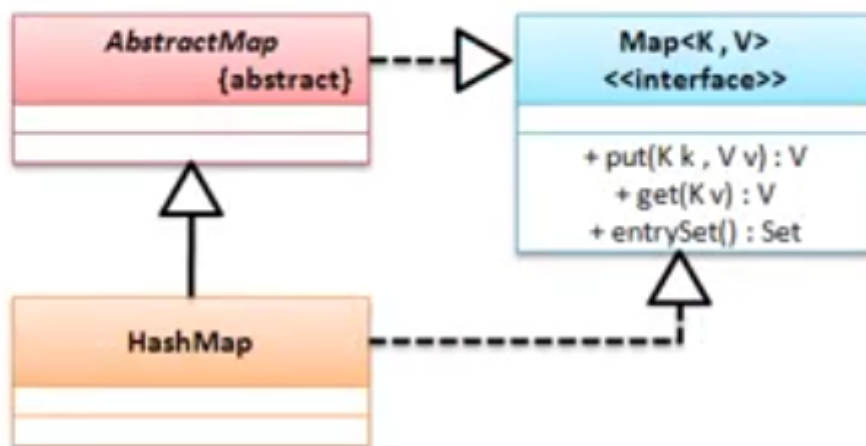 AbstractMap
{abstract}
Map<K , V>
<<interface>>
+ put(K k , V v) : V
+ get(K v) : V
+ entrySet() : Set
HashMap